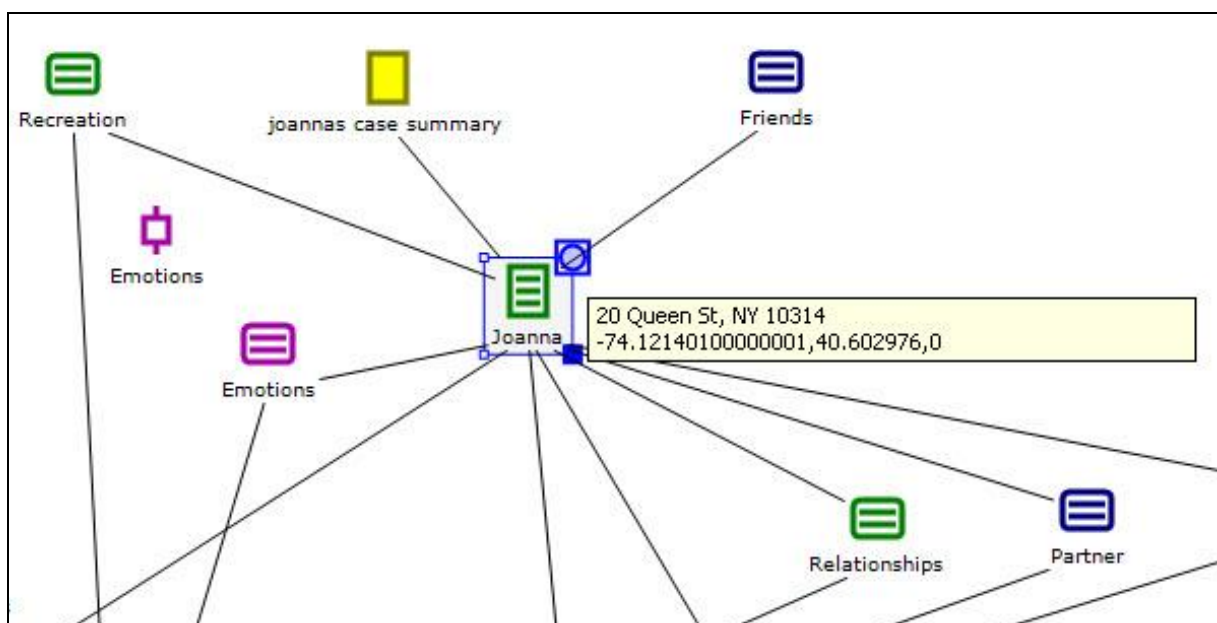 Recreation
joannas case summary
Friends
Emotions
Joanna
20 Queen St, NY 10314
-74.12140100000001,40.602976,0
Emotions
Relationships
Partner